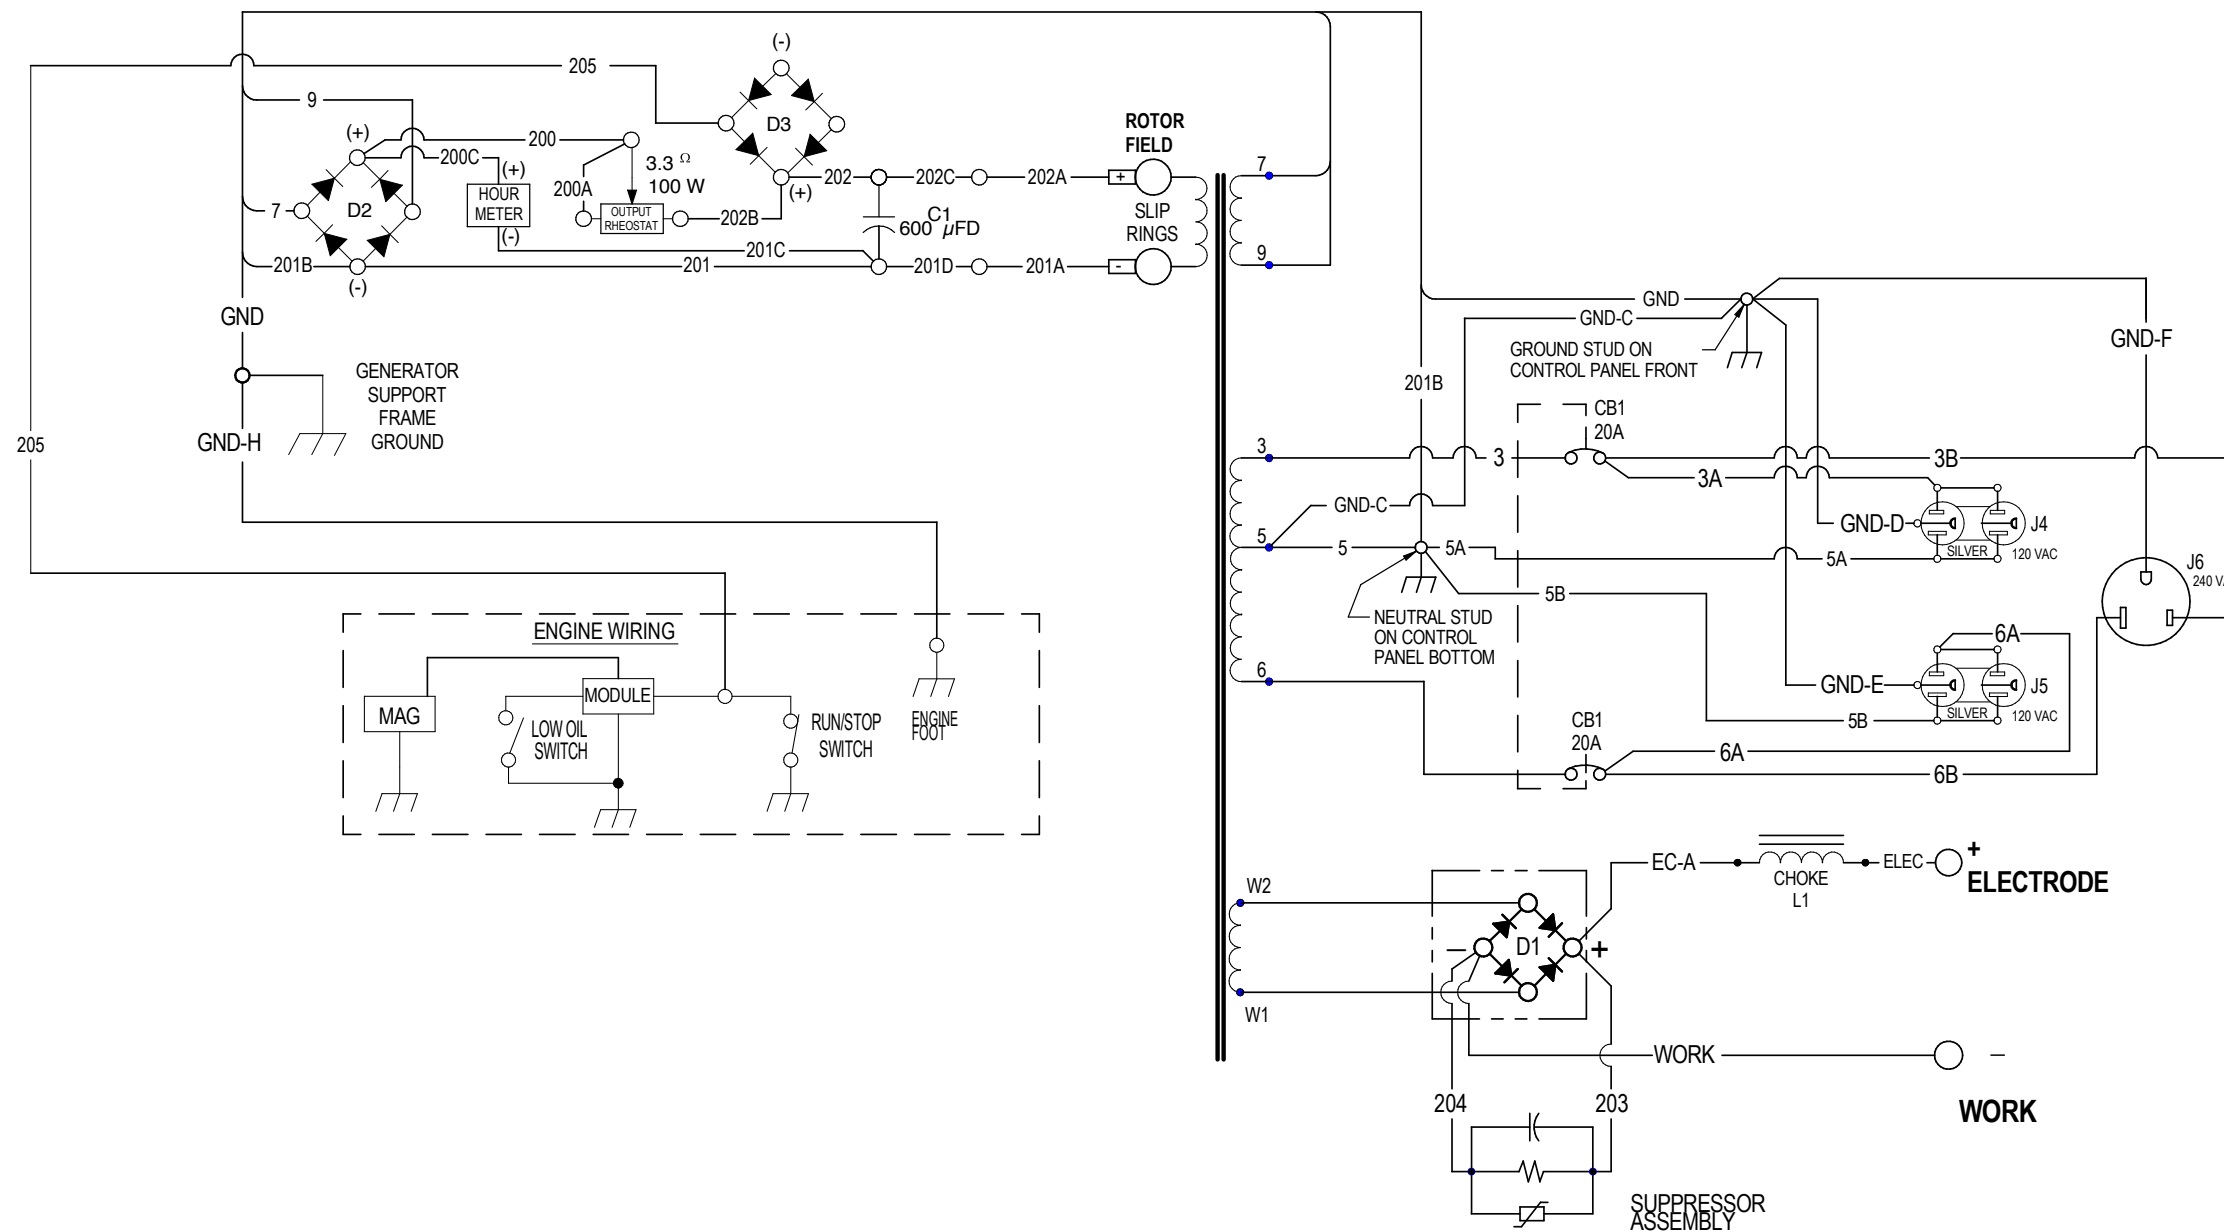 205
9
(-)
D3
(+)
200
200C
(+)
HOUR
METER
(-)
200A
3.3 Ω
100 W
OUTPUT
RHEOSTAT
202B
(+)
202
C1
600 µFD
202C
202A
ROTOR
FIELD
+
SLIP
RINGS
-
7
D2
201B
(-)
201
201C
201D
201A
7
9
GND
GENERATOR
SUPPORT
FRAME
GROUND
GND-H
205
GND
GND-C
GROUND STUD ON
CONTROL PANEL FRONT
GND-F
201B
CB1
20A
3
3
3B
3A
GND-C
GND-D
J4
SILVER
120 VAC
5
5
5A
5A
5B
NEUTRAL STUD
ON CONTROL
PANEL BOTTOM
J6
240 VA
6
6A
GND-E
J5
SILVER
120 VAC
5B
CB1
20A
6A
6B
ENGINE WIRING
MAG
MODULE
LOW OIL
SWITCH
RUN/STOP
SWITCH
ENGINE
FOOT
W2
W1
D1
–
+
EC-A
CHOKE
L1
ELEC
+
ELECTRODE
WORK
–
WORK
204
203
SUPPRESSOR
ASSEMBLY